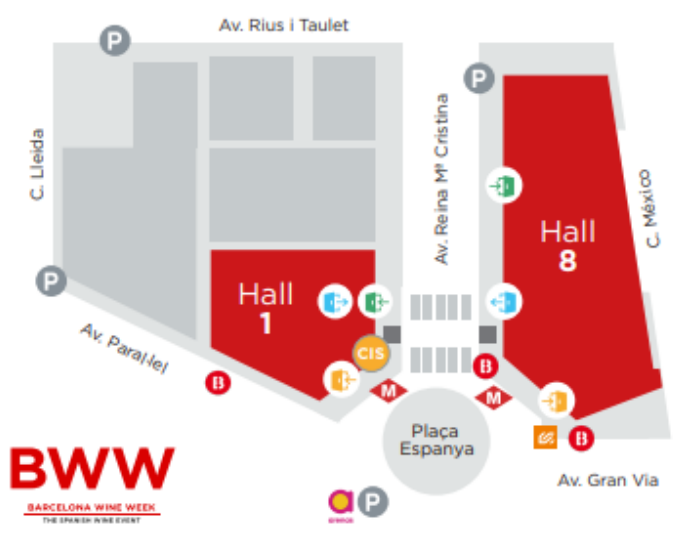 Av. Rius i Taulet
P
P
C. Lleida
Av. Reina Mª Cristina
C. México
Hall
8
Hall
1
P
CIS
Av. Paral·lel
B
B
M
M
Plaça
Espanya
B
Av. Gran Via
BWW
BARCELONA WINE WEEK
THE SPANISH WINE EVENT
a
P